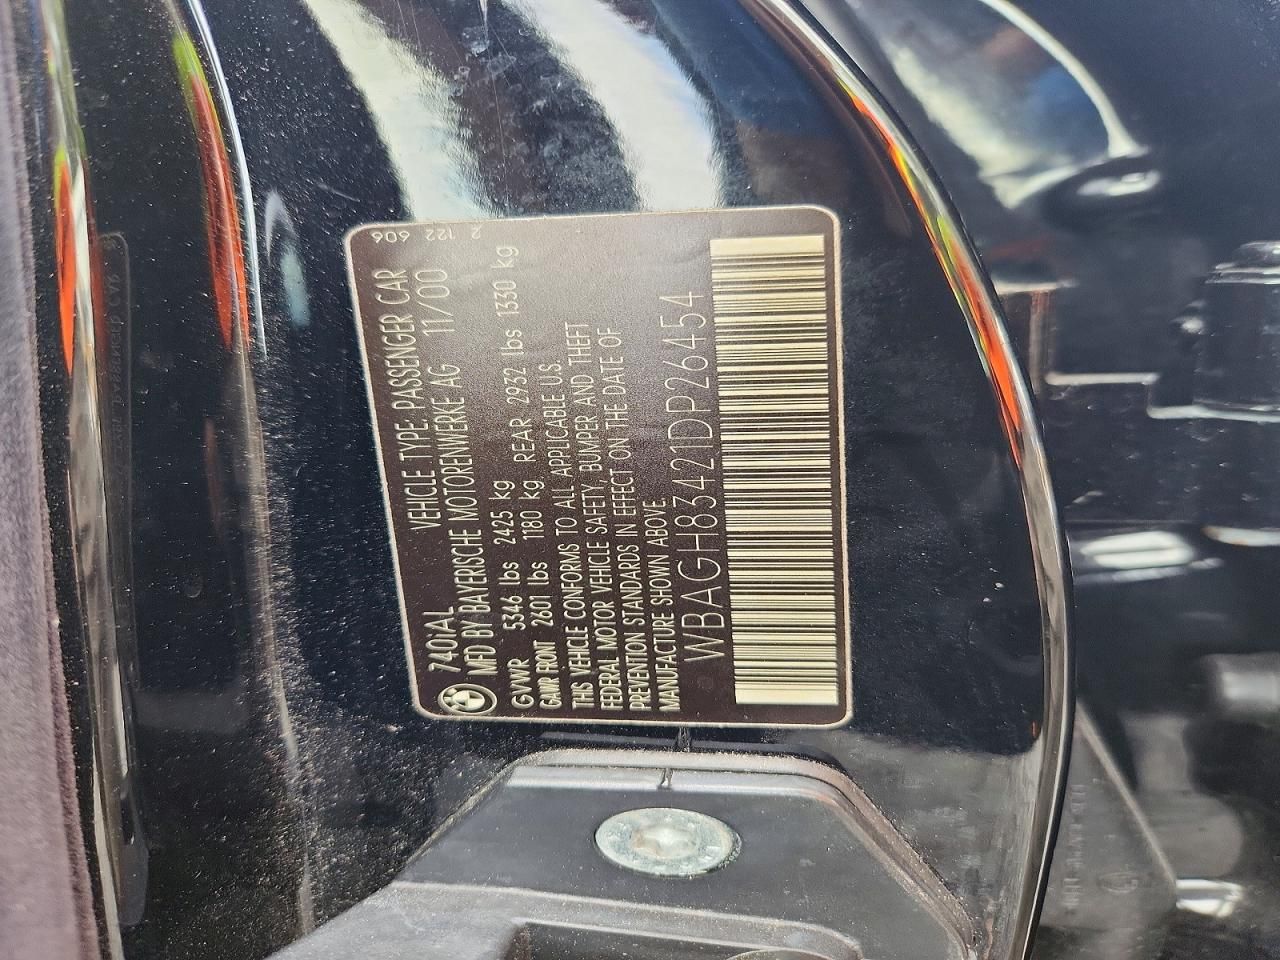 2 122 606
740iAL VEHICLE TYPE: PASSENGER CAR
MFD BY BAYERISCHE MOTORENWERKE AG 11/00
GVWR 5346 lbs 2425 kg
GAWR FRONT 2601 lbs 1180 kg REAR 2932 lbs 1330 kg
THIS VEHICLE CONFORMS TO ALL APPLICABLE U.S.
FEDERAL MOTOR VEHICLE SAFETY, BUMPER AND THEFT
PREVENTION STANDARDS IN EFFECT ON THE DATE OF
MANUFACTURE SHOWN ABOVE.
WBAGH83421DP26454